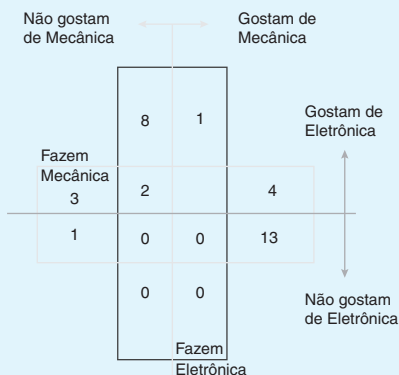 Não gostam
de Mecânica
Gostam de
Mecânica
8 1
Gostam de
Eletrônica
Fazem
Mecânica
3 2 4
1 0 0 13
0 0
Não gostam
de Eletrônica
Fazem
Eletrônica